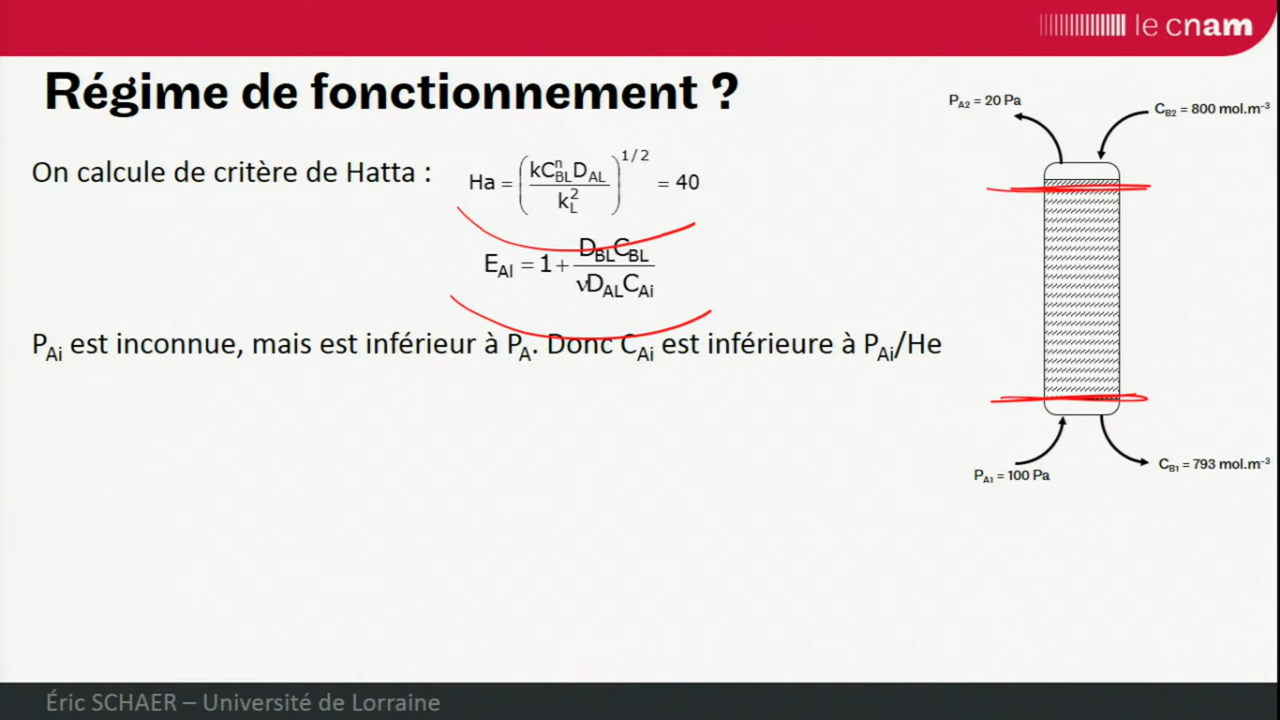 le cnam
Régime de fonctionnement ?
On calcule de critère de Hatta :
Ha = (kC^n_BL D_AL / k_L^2)^1/2 = 40
E_AI = 1 + D_BL C_BL / νD_AL C_Ai
P_Ai est inconnue, mais est inférieur à P_A. Donc C_Ai est inférieure à P_Ai/He
P_A2 = 20 Pa
C_B2 = 800 mol.m^-3
P_A1 = 100 Pa
C_B1 = 793 mol.m^-3
Éric SCHAER – Université de Lorraine